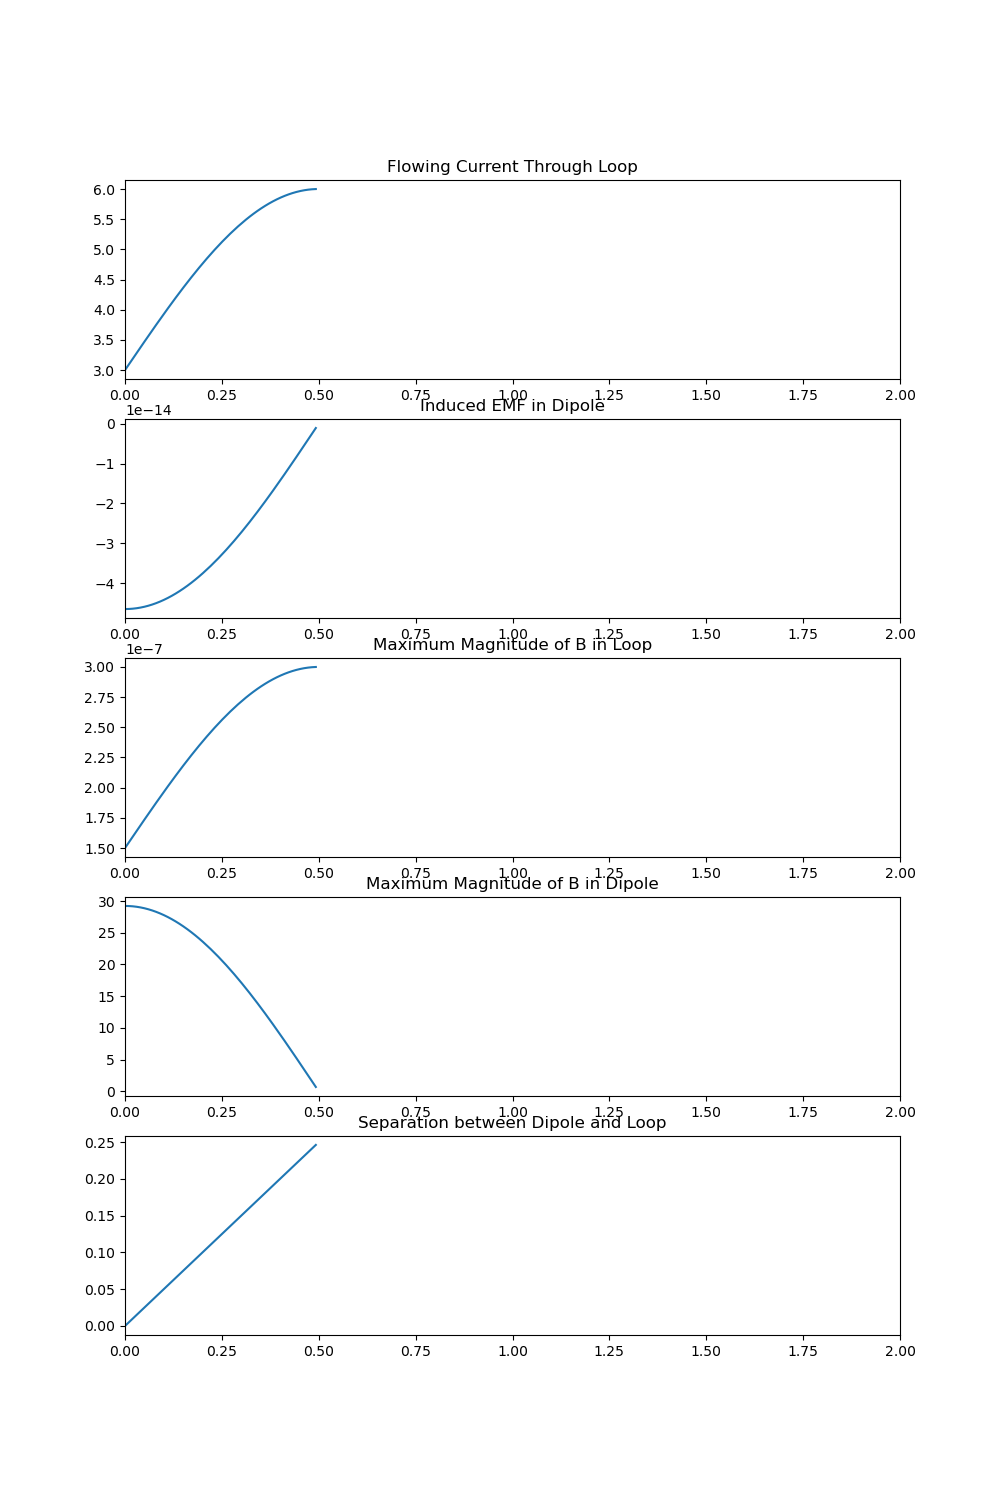 Flowing Current Through Loop
6.0
5.5
5.0
4.5
4.0
3.5
3.0
0.00 0.25 0.50 0.75 1.00 1.25 1.50 1.75 2.00
Induced EMF in Dipole
1e−14
0
−1
−2
−3
−4
0.00 0.25 0.50 0.75 1.00 1.25 1.50 1.75 2.00
Maximum Magnitude of B in Loop
1e−7
3.00
2.75
2.50
2.25
2.00
1.75
1.50
0.00 0.25 0.50 0.75 1.00 1.25 1.50 1.75 2.00
Maximum Magnitude of B in Dipole
30
25
20
15
10
5
0
0.00 0.25 0.50 0.75 1.00 1.25 1.50 1.75 2.00
Separation between Dipole and Loop
0.25
0.20
0.15
0.10
0.05
0.00
0.00 0.25 0.50 0.75 1.00 1.25 1.50 1.75 2.00